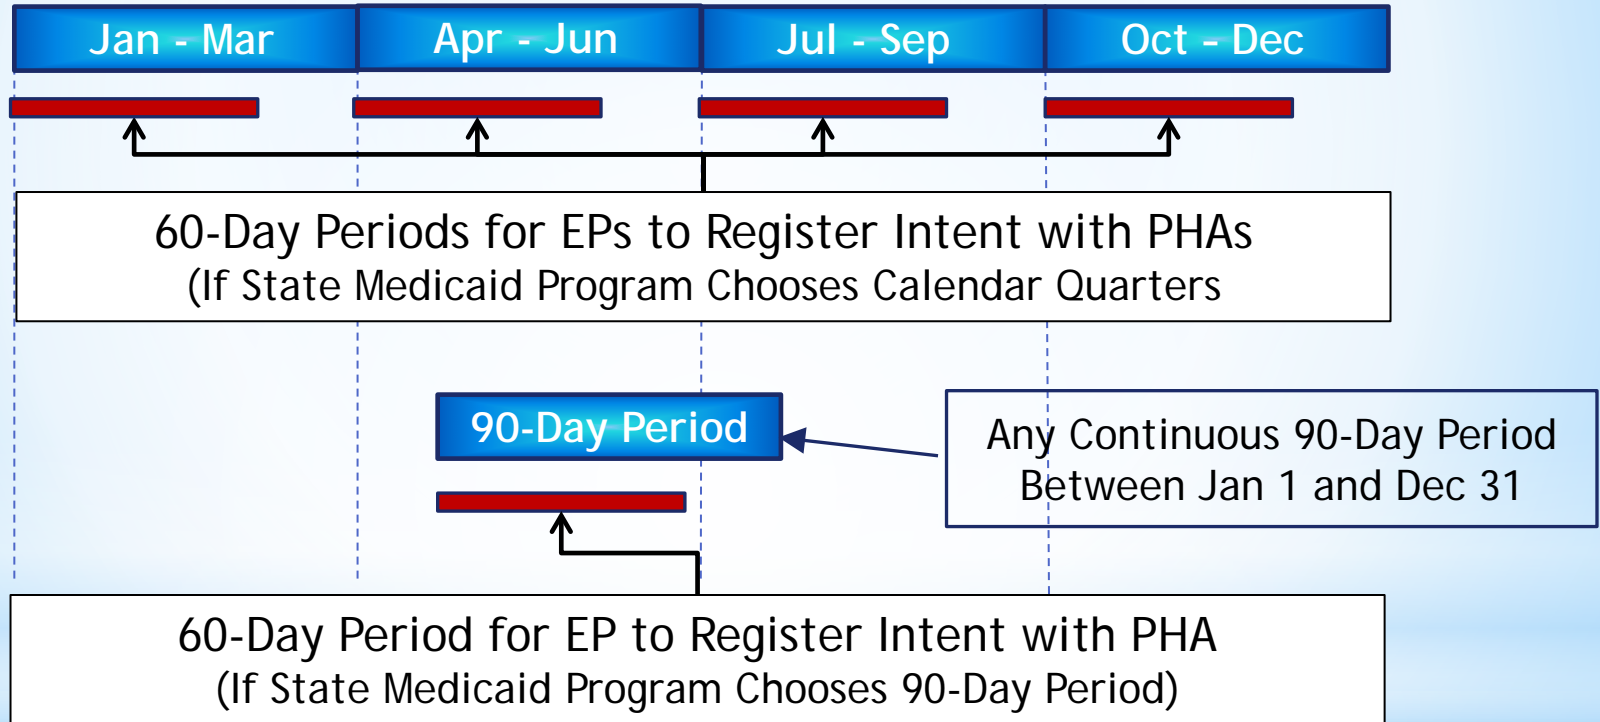 Jan - Mar
Apr - Jun
Jul - Sep
Oct - Dec
60-Day Periods for EPs to Register Intent with PHAs
(If State Medicaid Program Chooses Calendar Quarters
90-Day Period
Any Continuous 90-Day Period
Between Jan 1 and Dec 31
60-Day Period for EP to Register Intent with PHA
(If State Medicaid Program Chooses 90-Day Period)